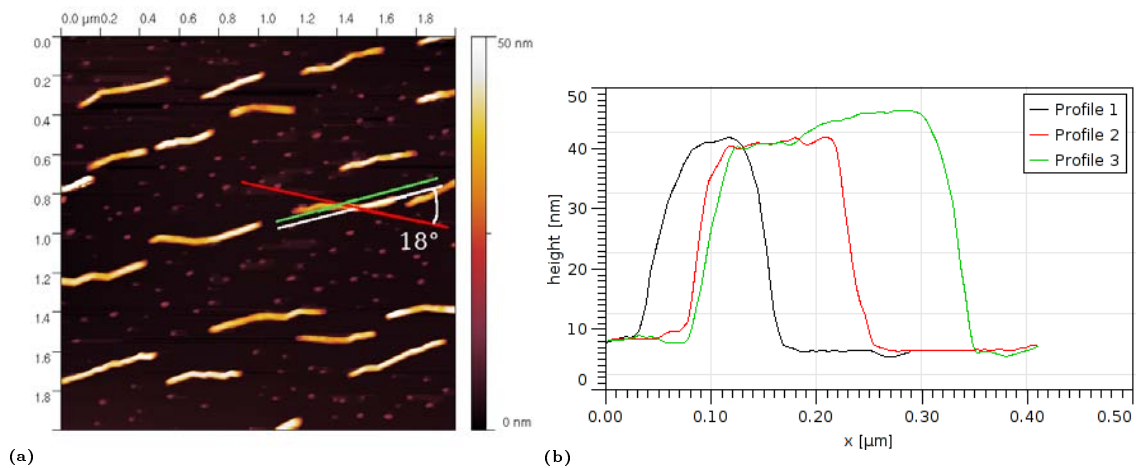 (a)
0.0 µm 0.2 0.4 0.6 0.8 1.0 1.2 1.4 1.6 1.8
0.0
0.2
0.4
0.6
0.8
1.0
1.2
1.4
1.6
1.8
18°
50 nm
0 nm
(b)
50
40
30
20
10
0
height [nm]
Profile 1
Profile 2
Profile 3
0.00 0.10 0.20 0.30 0.40 0.50
x [µm]